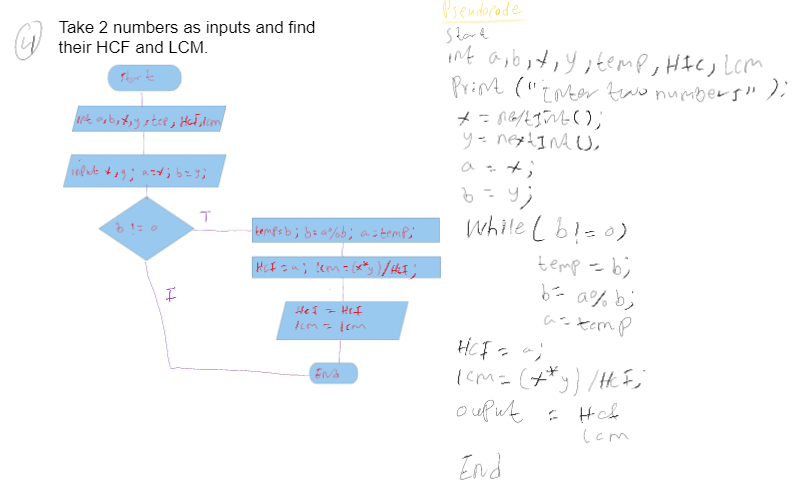 4
Take 2 numbers as inputs and find
their HCF and LCM.
Start
int a,b,x,y,tep, HCF,lcm
input x,y; a=x; b=y;
b != 0
T
F
temp=b; b=a%b; a=temp;
HCF=a; lcm=(x*y)/HCF;
HCF = HCF
lcm = lcm
End
Pseudocode
Start
int a,b,x,y,temp, Hfc, Lcm
Print ("Enter two numbers");
x = nextInt();
y = nextInt();
a = x;
b = y;
While ( b!=0)
temp = b;
b= a%b;
a= temp
HCF = a;
lcm = (x*y)/HCF;
ouput = Hcf
Lcm
End